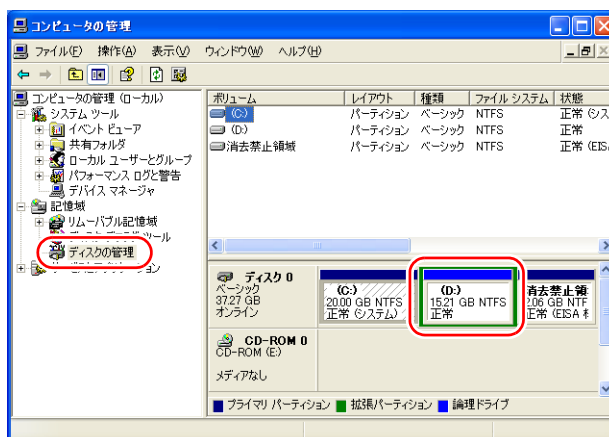 コンピュータの管理
ファイル(F) 操作(A) 表示(V) ウィンドウ(W) ヘルプ(H)
コンピュータの管理 (ローカル)
システム ツール
イベント ビューア
共有フォルダ
ローカル ユーザーとグループ
パフォーマンス ログと警告
デバイス マネージャ
記憶域
リムーバブル記憶域
ツール
ディスクの管理
ション
ボリューム レイアウト 種類 ファイル システム 状態
(C:) パーティション ベーシック NTFS 正常 (シス
(D:) パーティション ベーシック NTFS 正常
消去禁止領域 パーティション ベーシック NTFS 正常 (EIS
ディスク 0
ベーシック
37.27 GB
オンライン
(C:)
20.00 GB NTFS
正常 (システム)
(D:)
15.21 GB NTFS
正常
消去禁止領
2.06 GB NTF
正常 (EISA
CD-ROM 0
CD-ROM (E:)
メディアなし
プライマリ パーティション 拡張パーティション 論理ドライブ